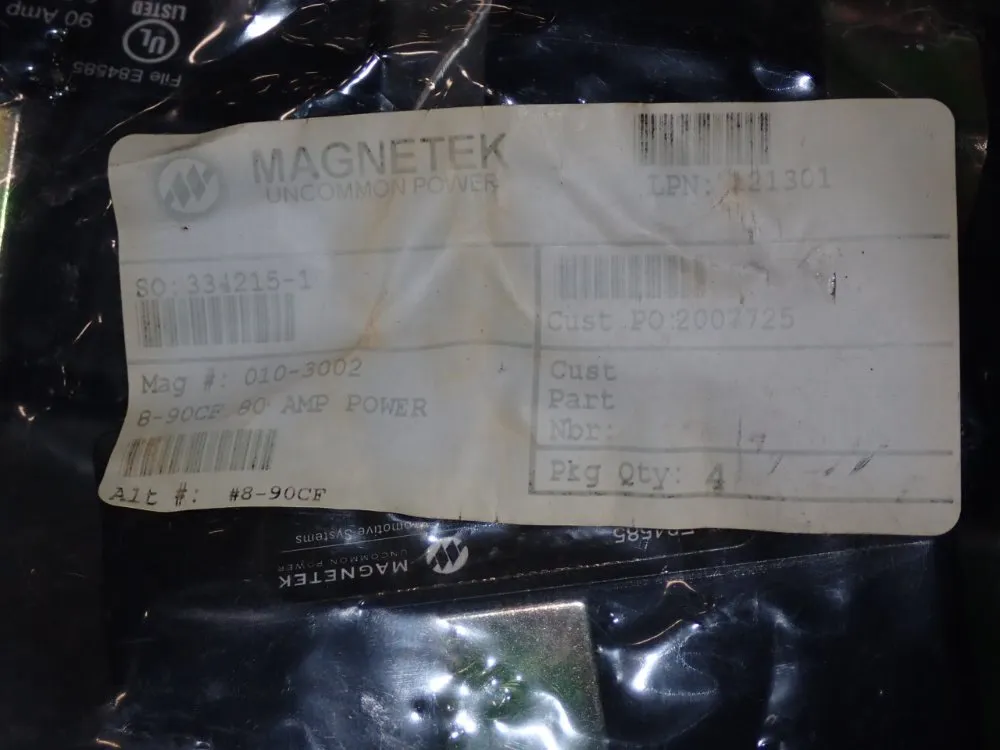 90 Amp
LISTED
UL
File E84585
MAGNETEK
UNCOMMON POWER
LPN: 121301
SO: 334215-1
Cust PO:2007725
Mag #: 010-3002
8-90CF 80 AMP POWER
Cust
Part
Nbr:
Pkg Qty: 4
Alt #: #8-90CF
E84585
MAGNETEK
UNCOMMON POWER